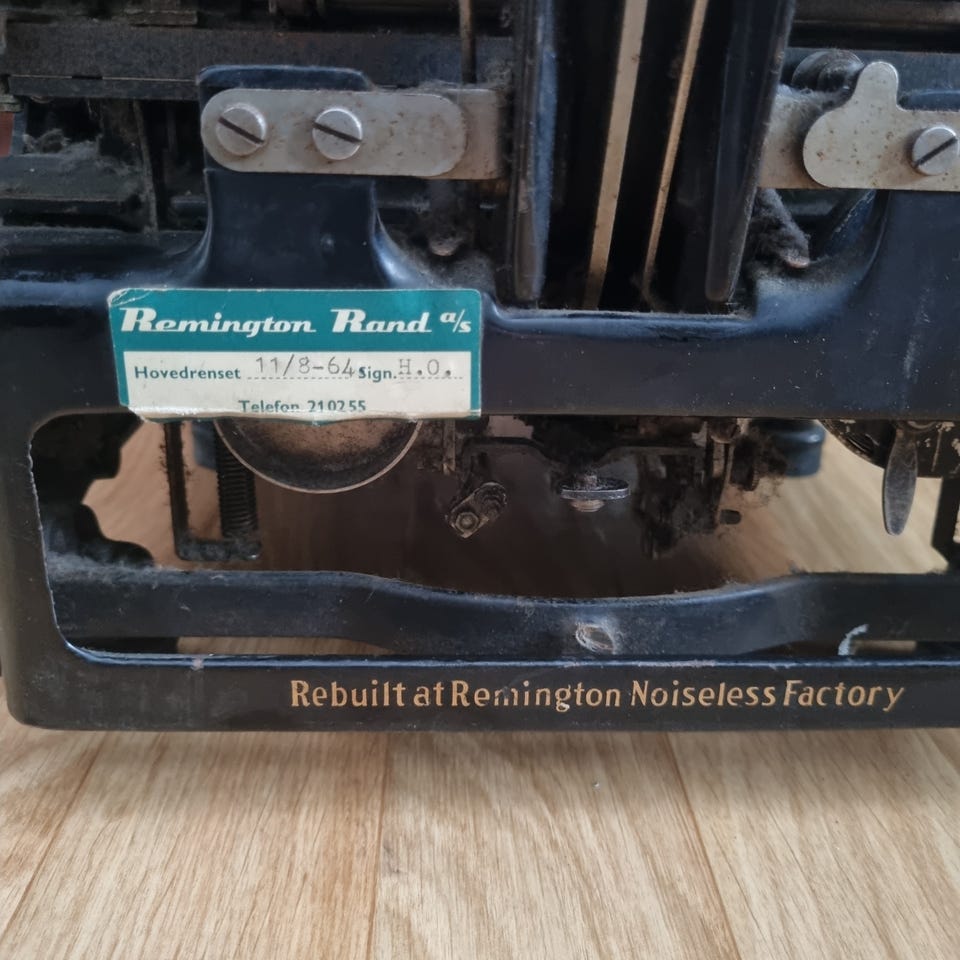 Remington Rand a/s
Hovedrenset 11/8-64. Sign. H.O.
Telefon 210255
Rebuilt at Remington Noiseless Factory